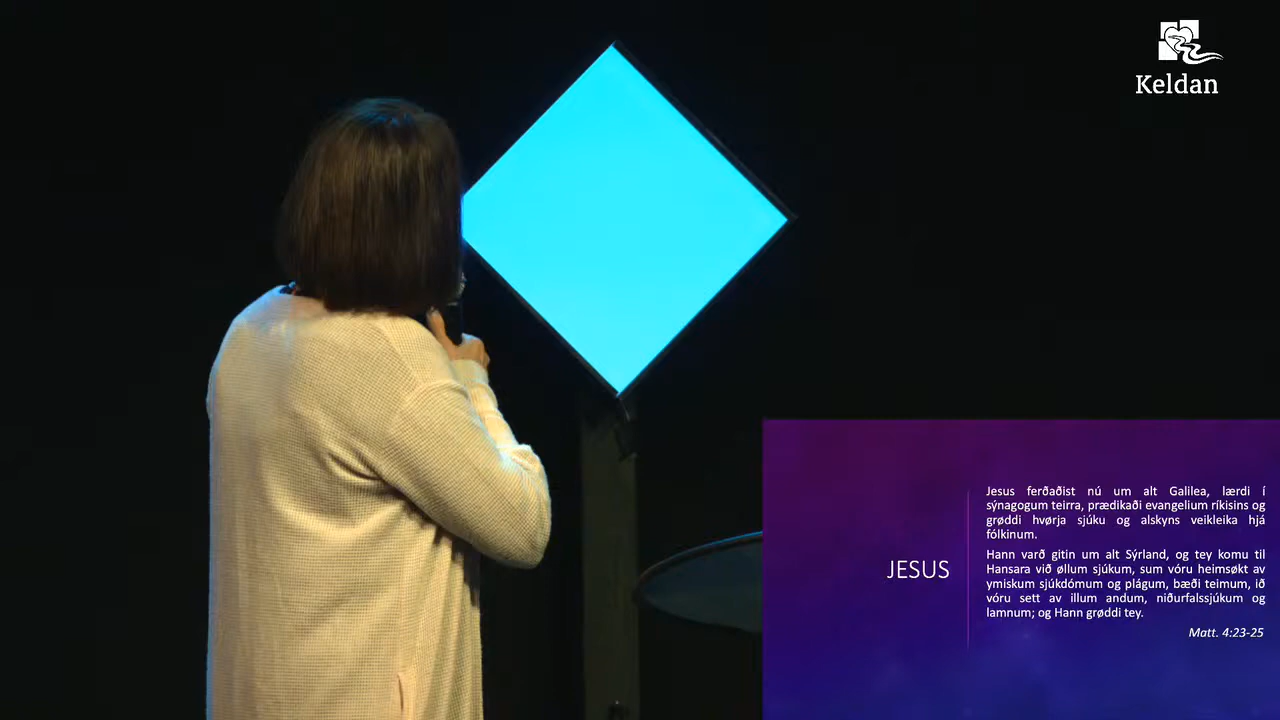 Keldan
JESUS
Jesus ferðaðist nú um alt Galilea, lærdi í
sýnagogum teirra, prædikaði evangelium ríkisins og
grøddi hvørja sjúku og alskyns veikleika hjá
fólkinum.
Hann varð gitin um alt Sýrland, og tey komu til
Hansara við øllum sjúkum, sum vóru heimsøkt av
ymiskum sjúkdómum og plágum, bæði teimum, ið
vóru sett av illum andum, niðurfalssjúkum og
lamnum; og Hann grøddi tey.
Matt. 4:23-25